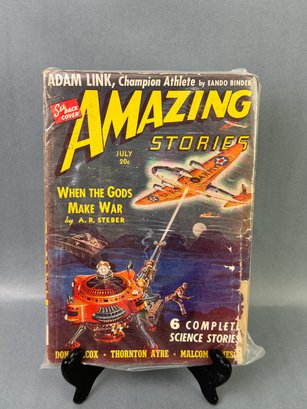 ADAM LINK, Champion Athlete by EANDO BINDER
See
BACK
COVER
AMAZING
STORIES
JULY
20c
WHEN THE GODS
MAKE WAR
by A. R. STEBER
ARMY
6 COMPLETE
SCIENCE STORIES
THORNTON AYRE